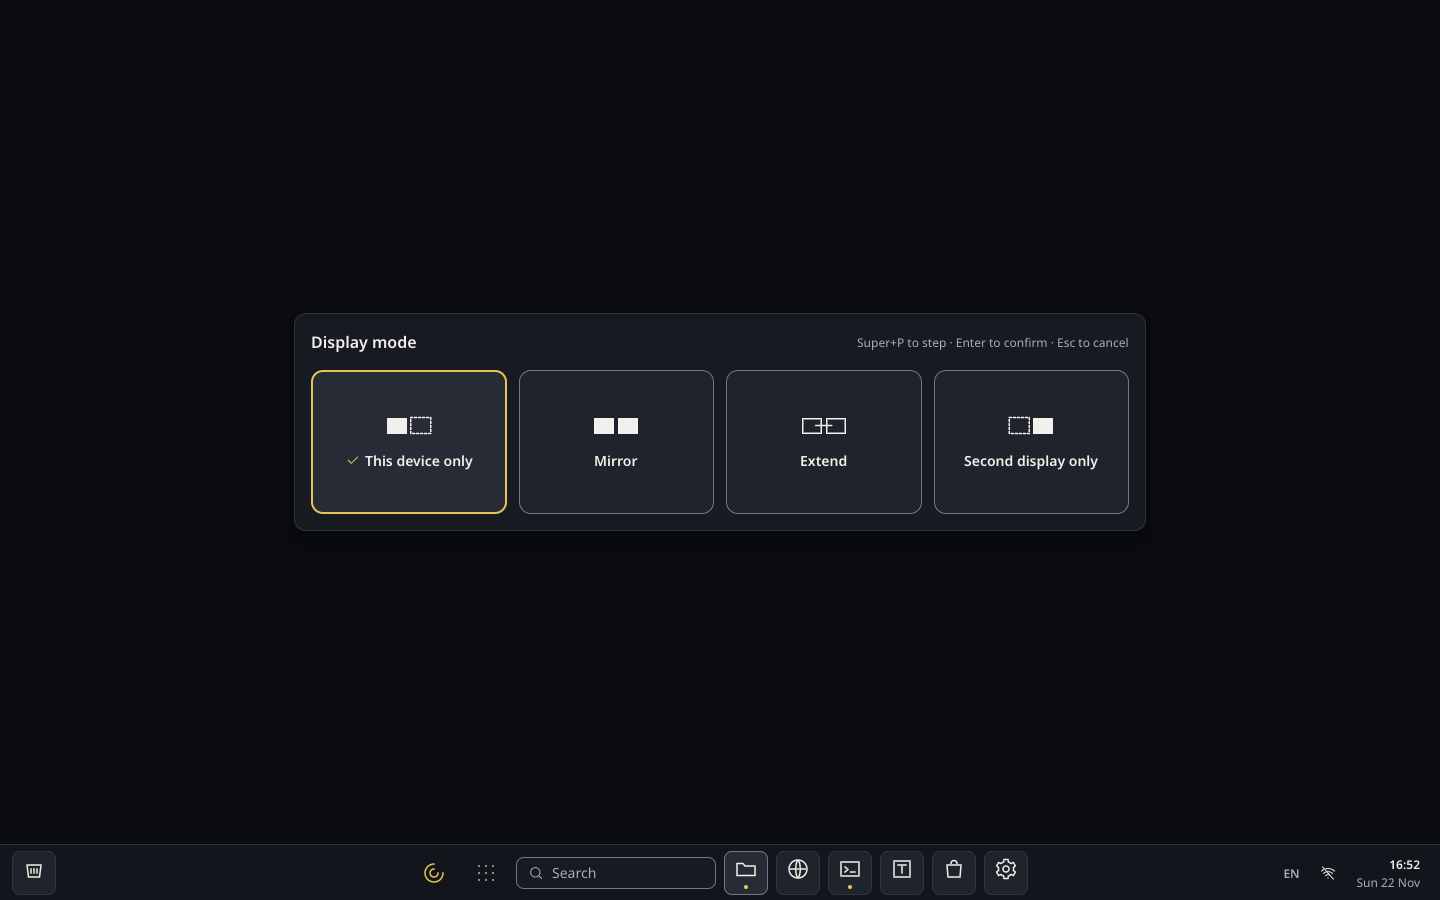 Display mode
Super+P to step · Enter to confirm · Esc to cancel
This device only
Mirror
Extend
Second display only
Search
EN
16:52
Sun 22 Nov